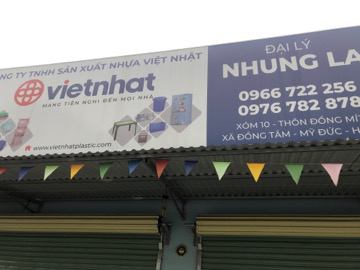 NG TY TNHH SẢN XUẤT NHỰA VIỆT NHẬT
vietnhat
MANG TIỆN NGHI ĐẾN MỌI NHÀ
www.vietnhatplastic.com
ĐẠI LÝ
NHUNG LA
0966 722 256
0976 782 878
XÓM 10 - THÔN ĐỒNG MÍT
XÃ ĐỒNG TÂM - MỸ ĐỨC - H